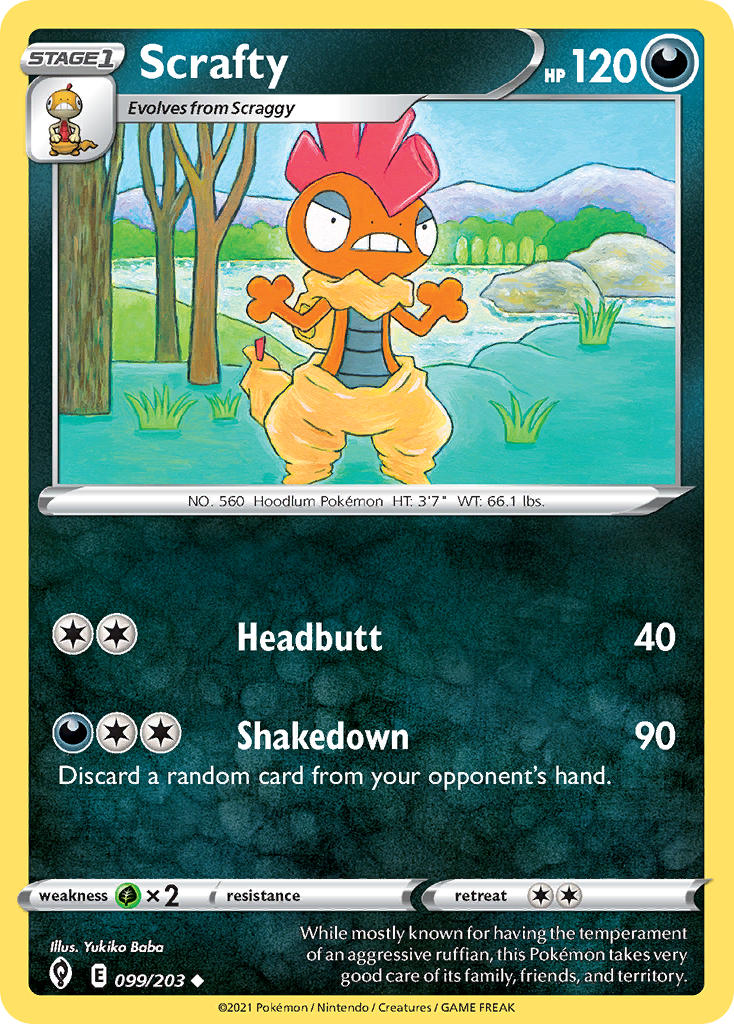 STAGE1
Scrafty
HP 120
Evolves from Scraggy
NO. 560 Hoodlum Pokémon HT: 3'7" WT: 66.1 lbs.
Headbutt 40
Shakedown 90
Discard a random card from your opponent's hand.
weakness ×2 resistance retreat
Illus. Yukiko Baba
While mostly known for having the temperament
of an aggressive ruffian, this Pokémon takes very
good care of its family, friends, and territory.
E 099/203
©2021 Pokémon / Nintendo / Creatures / GAME FREAK